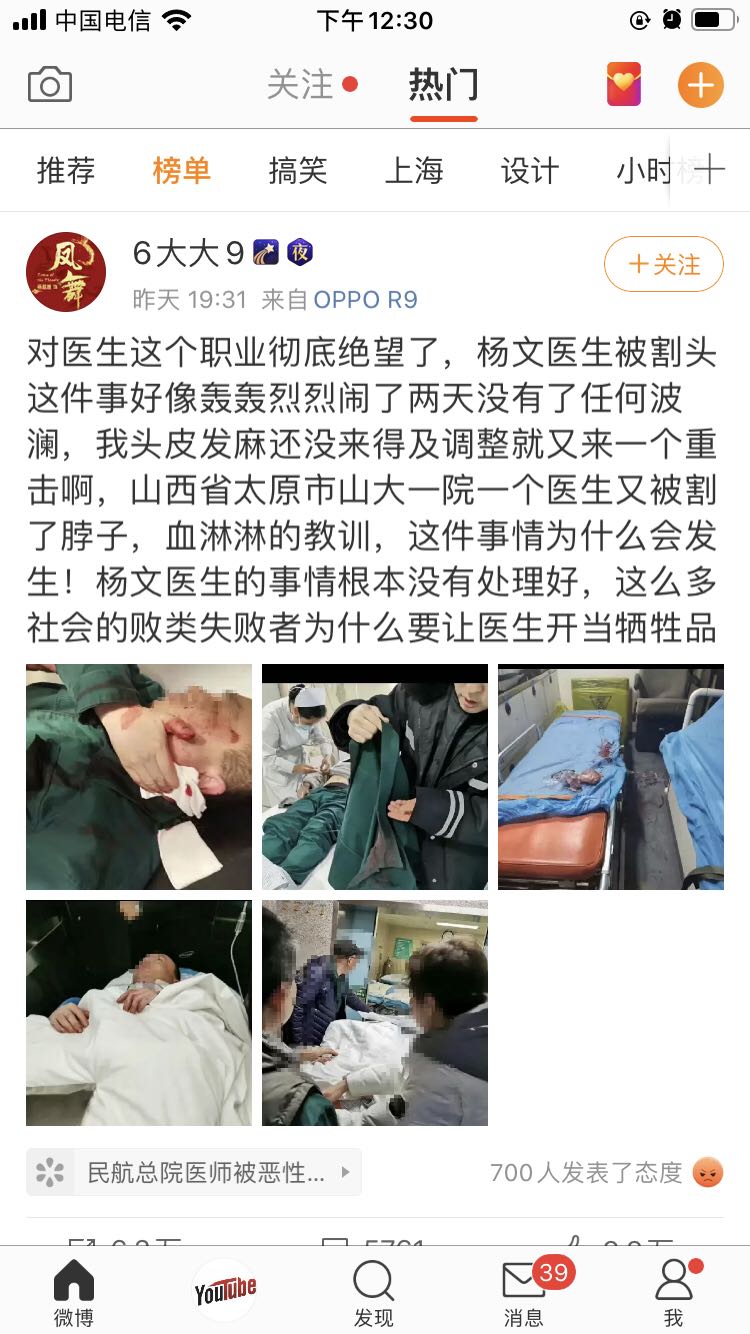 中国电信
下午12:30
关注
热门
推荐
榜单
搞笑
上海
设计
小时榜
凤舞
6大大9
夜
+关注
昨天 19:31 来自OPPO R9
对医生这个职业彻底绝望了，杨文医生被割头
这件事好像轰轰烈烈闹了两天没有了任何波
澜，我头皮发麻还没来得及调整就又来一个重
击啊，山西省太原市山大一院一个医生又被割
了脖子，血淋淋的教训，这件事情为什么会发
生！杨文医生的事情根本没有处理好，这么多
社会的败类失败者为什么要让医生开当牺牲品
民航总院医师被恶性...
700人发表了态度
YouTube
39
微博
发现
消息
我